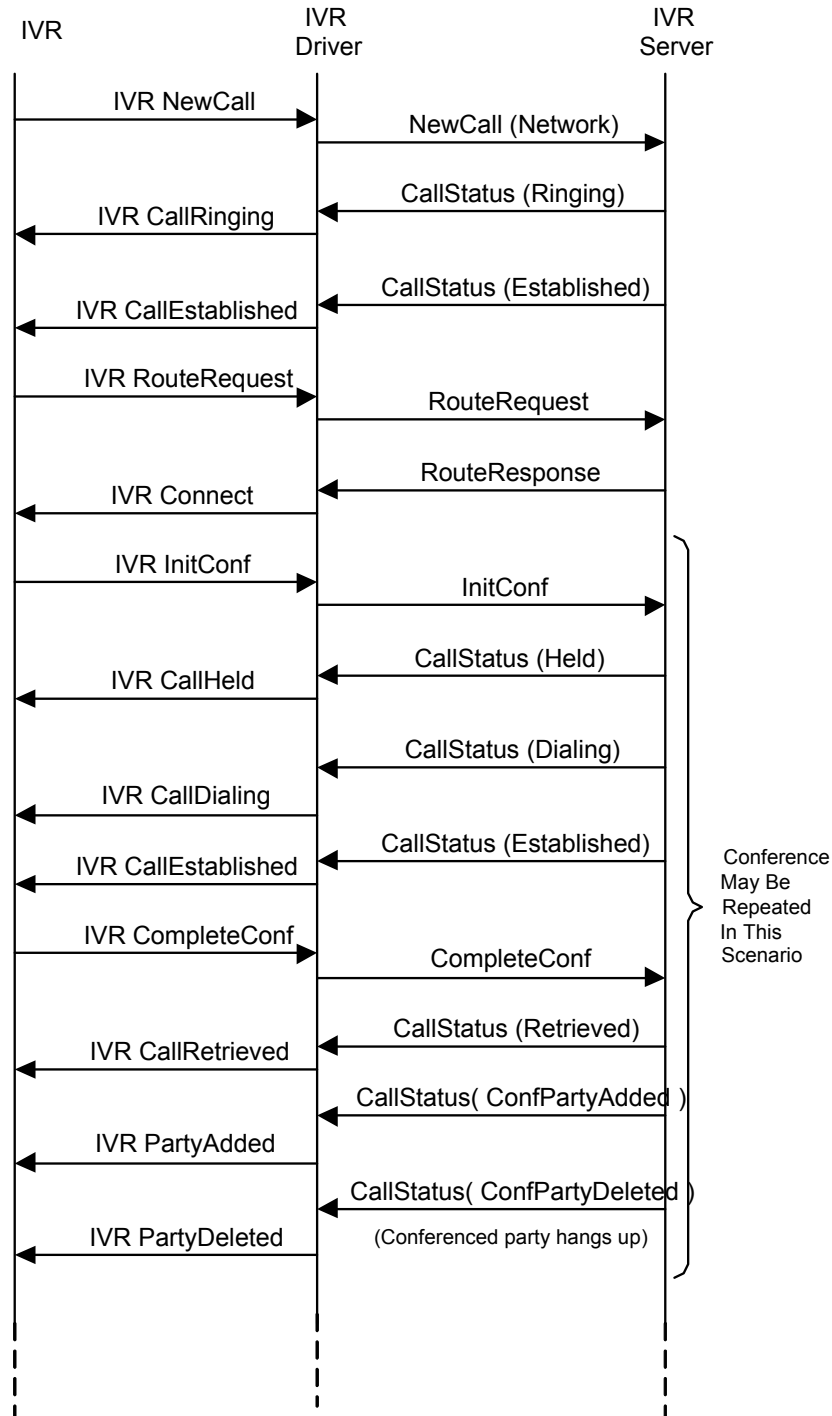 IVR
IVR
Driver
IVR
Server
IVR NewCall
NewCall (Network)
CallStatus (Ringing)
IVR CallRinging
CallStatus (Established)
IVR CallEstablished
IVR RouteRequest
RouteRequest
RouteResponse
IVR Connect
IVR InitConf
InitConf
CallStatus (Held)
IVR CallHeld
CallStatus (Dialing)
IVR CallDialing
CallStatus (Established)
IVR CallEstablished
Conference
May Be
Repeated
In This
Scenario
IVR CompleteConf
CompleteConf
CallStatus (Retrieved)
IVR CallRetrieved
CallStatus( ConfPartyAdded )
IVR PartyAdded
CallStatus( ConfPartyDeleted )
(Conferenced party hangs up)
IVR PartyDeleted